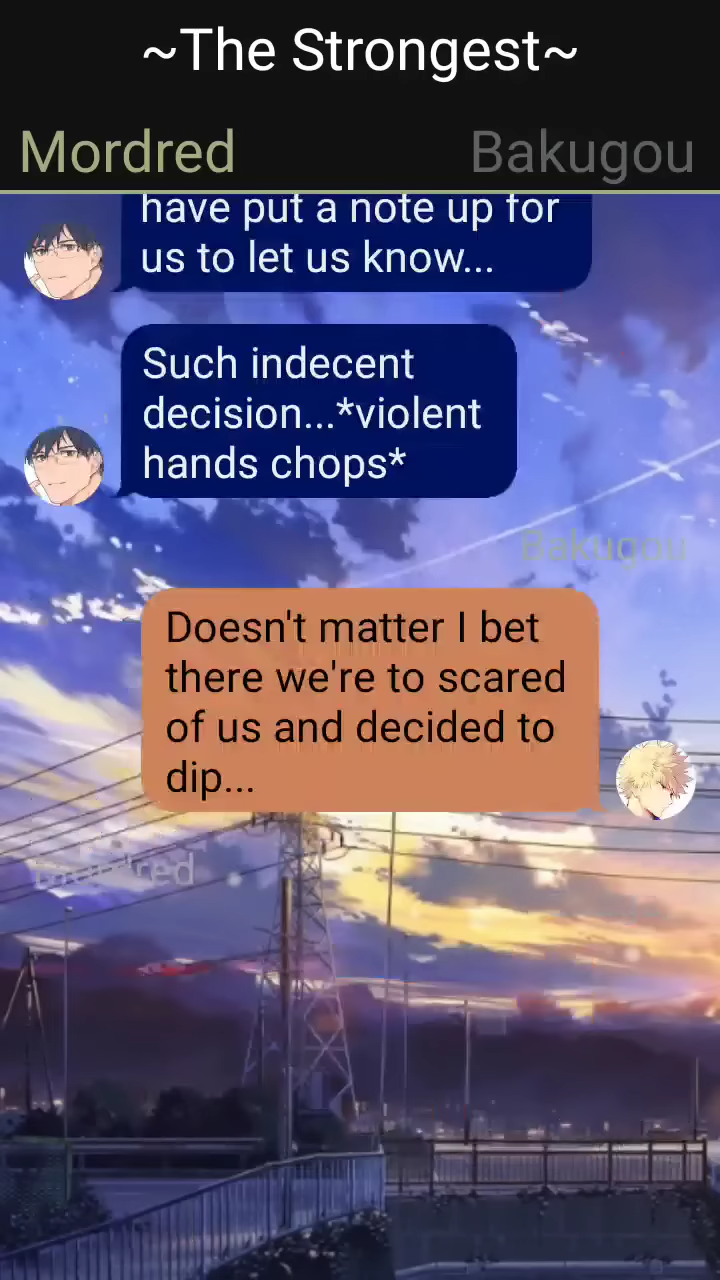 ~The Strongest~
Mordred Bakugou
have put a note up for
us to let us know...
Such indecent
decision...*violent
hands chops*
Bakugou
Doesn't matter I bet
there we're to scared
of us and decided to
dip...
Mordred